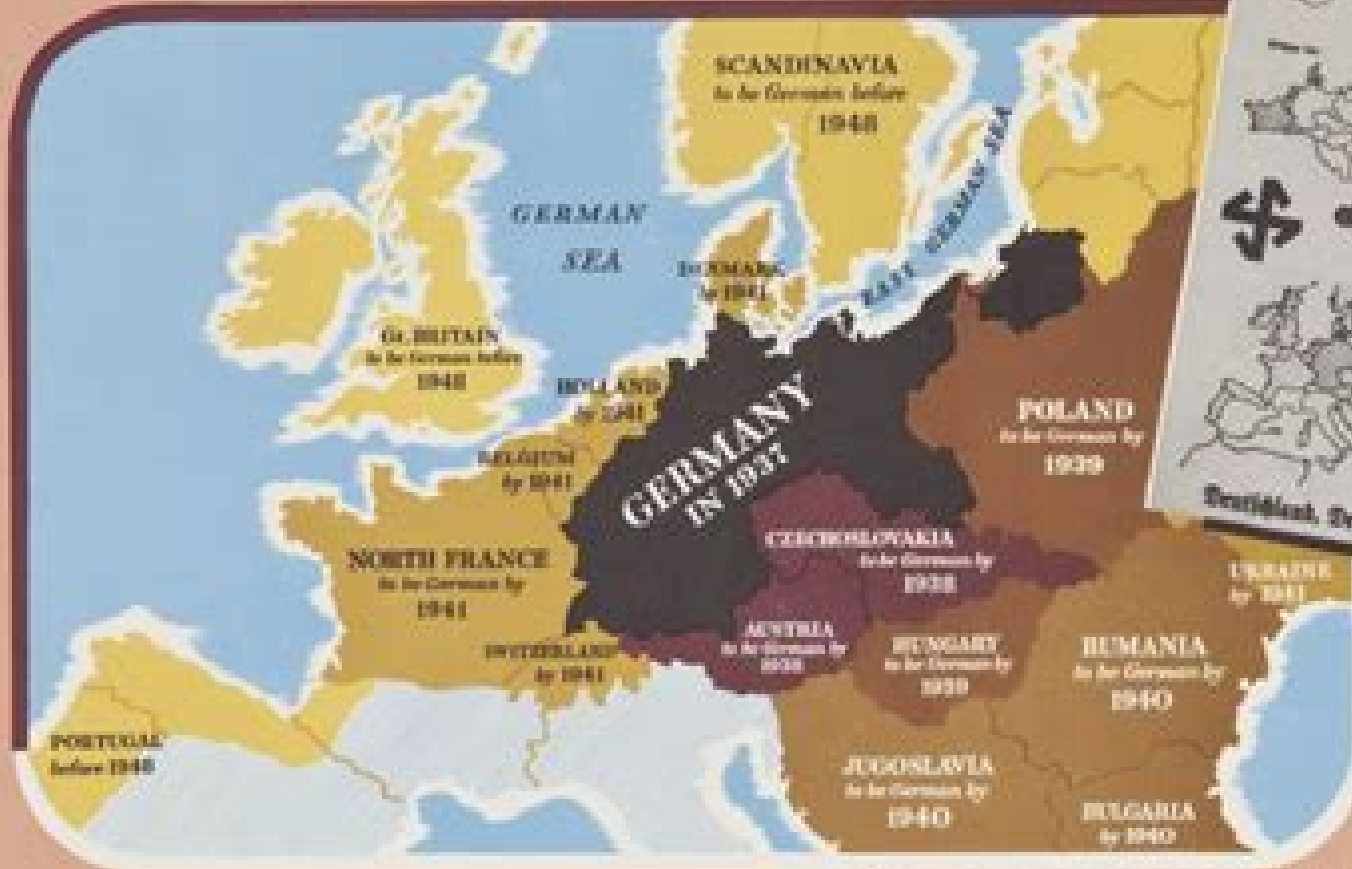 SCANDINAVIA
to be German before
1948
GERMAN
SEA
EAST GERMAN SEA
DENMARK
by 1941
Gt. BRITAIN
to be German before
1948
HOLLAND
by 1941
BELGIUM
by 1941
GERMANY
IN 1937
POLAND
to be German by
1939
CZECHOSLOVAKIA
to be German by
1938
NORTH FRANCE
to be German by
1941
SWITZERLAND
by 1941
AUSTRIA
to be German by
1938
HUNGARY
to be German by
1939
RUMANIA
to be German by
1940
UKRAINE
by 1941
PORTUGAL
before 1948
JUGOSLAVIA
to be German by
1940
BULGARIA
by 1940
Deutschland, De